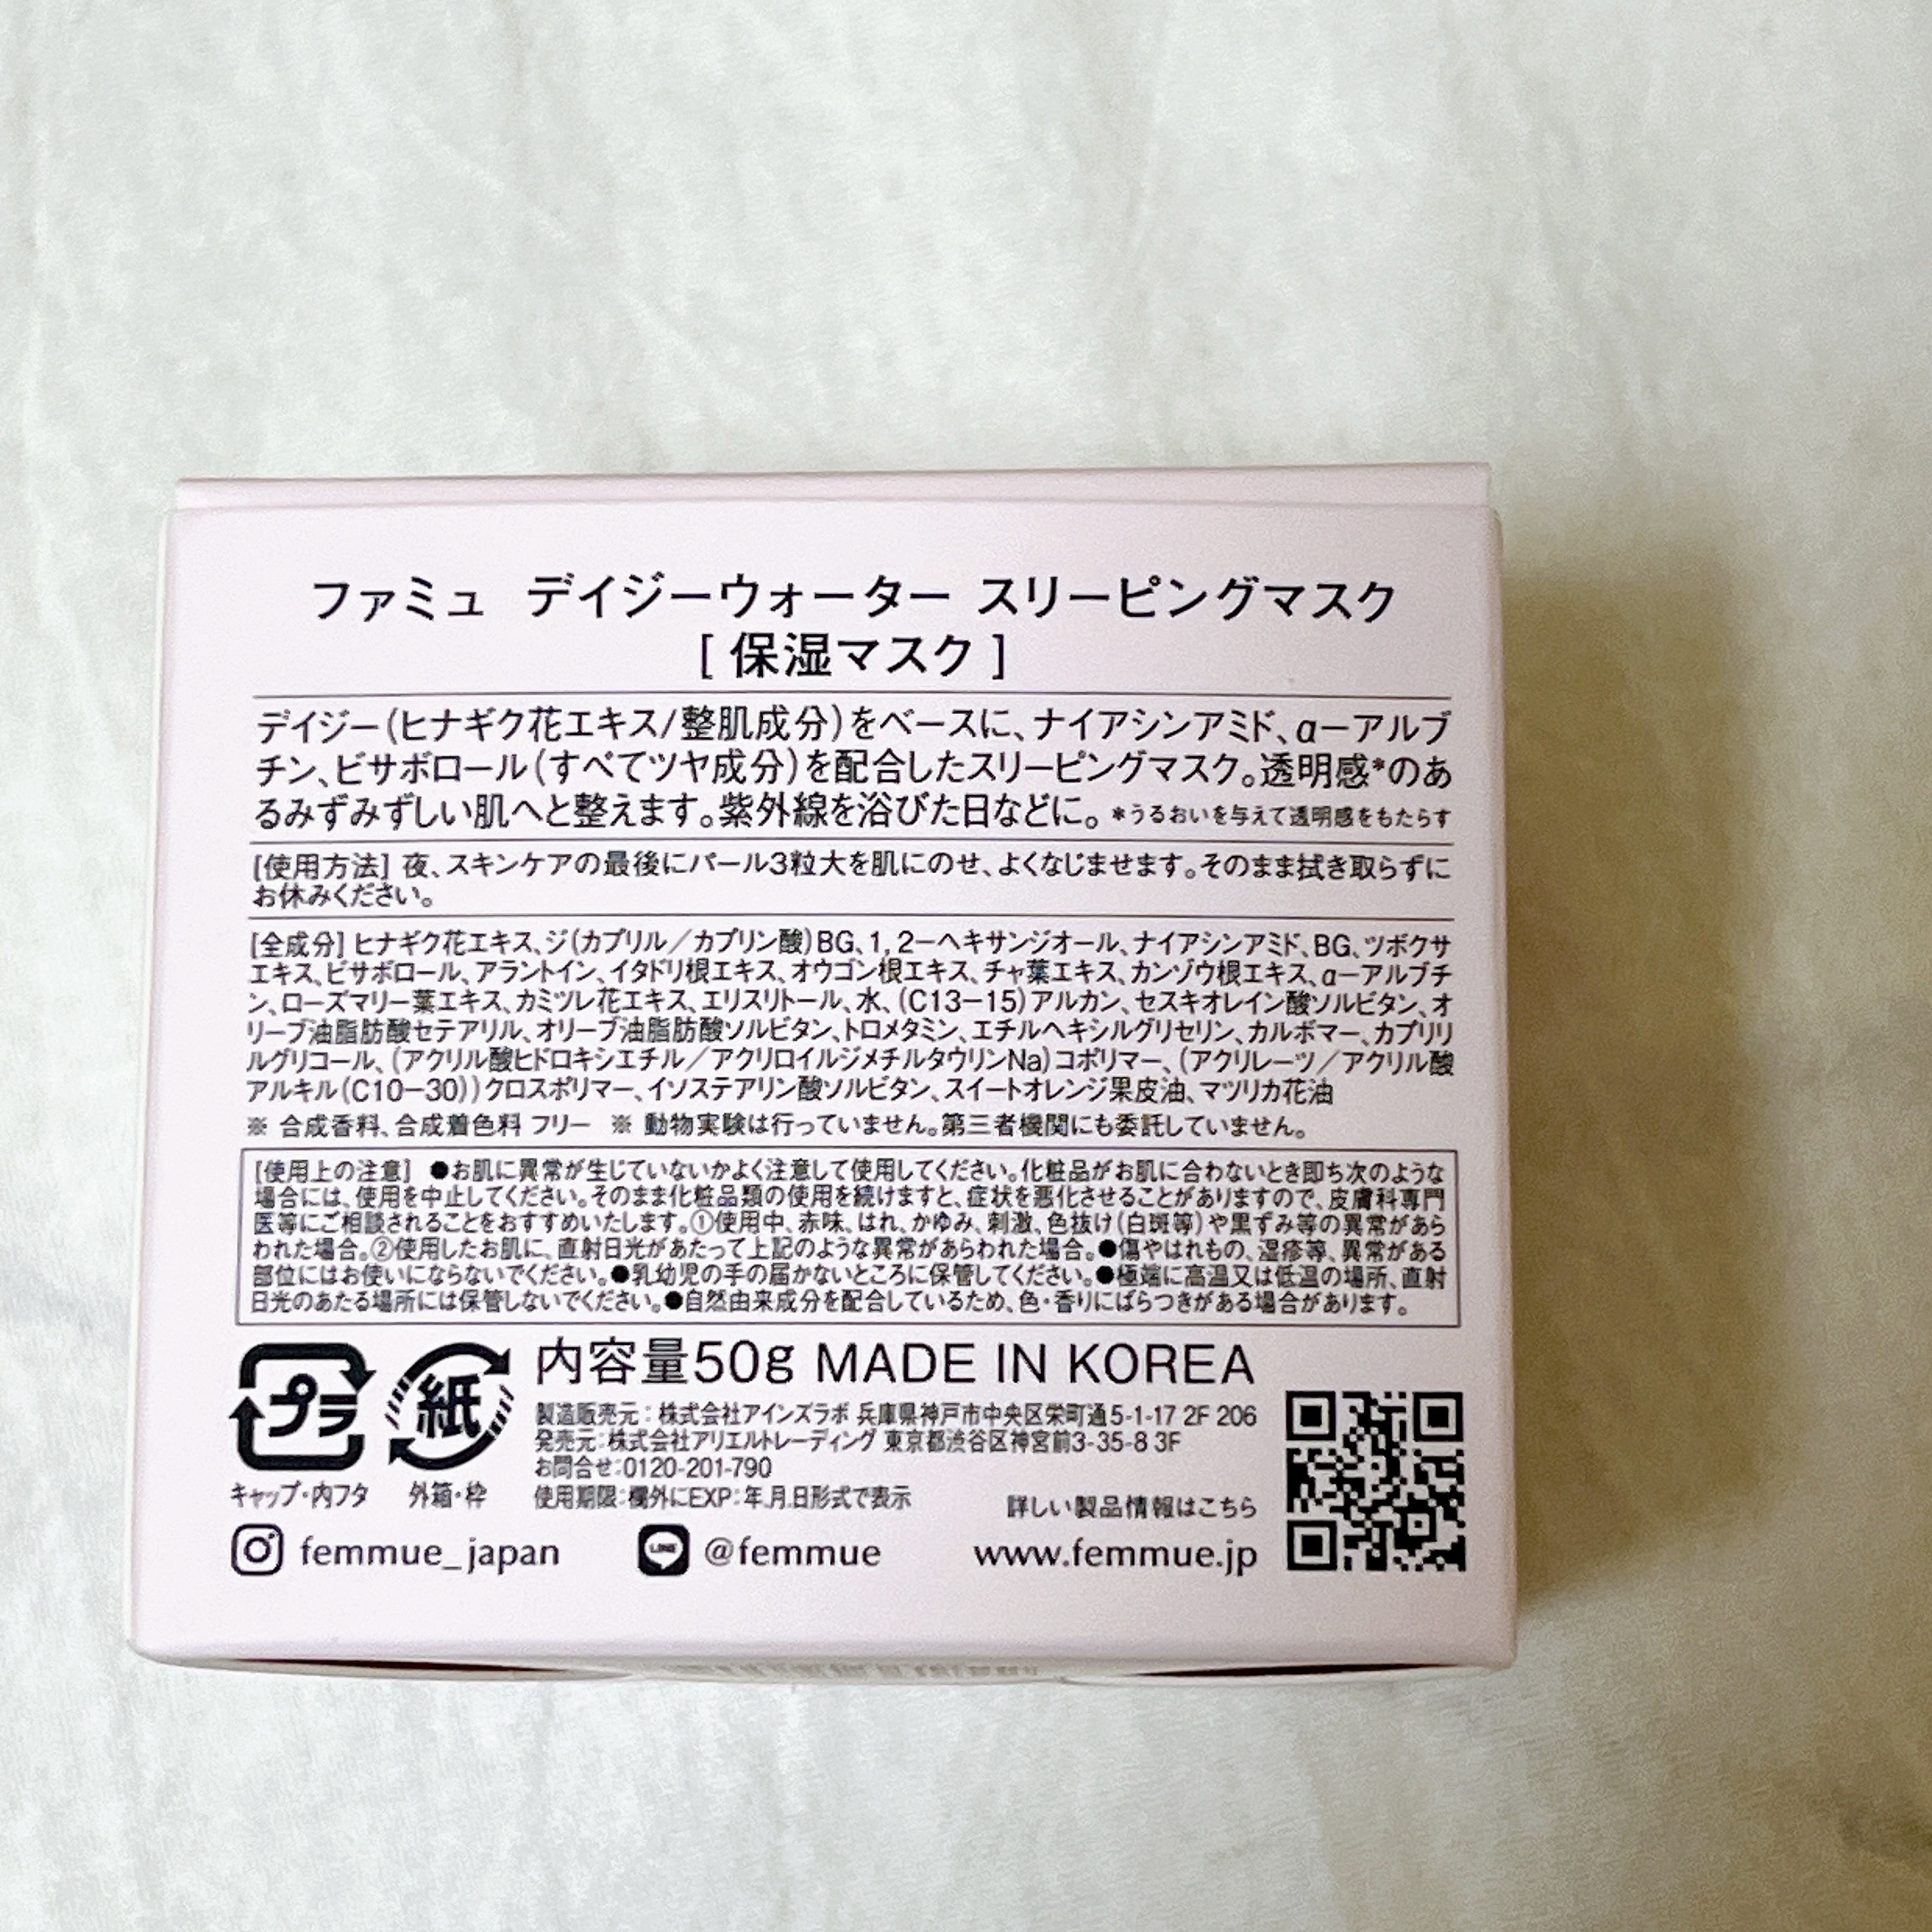 ファミュ デイジーウォーター スリーピングマスク
[ 保湿マスク ]
デイジー(ヒナギク花エキス/整肌成分)をベースに、ナイアシンアミド、α－アルブ
チン、ビサボロール(すべてツヤ成分)を配合したスリーピングマスク。透明感*のあ
るみずみずしい肌へと整えます。紫外線を浴びた日などに。*うるおいを与えて透明感をもたらす
[使用方法] 夜、スキンケアの最後にパール3粒大を肌にのせ、よくなじませます。そのまま拭き取らずに
お休みください。
[全成分] ヒナギク花エキス、ジ(カプリル／カプリン酸)BG、1, 2－ヘキサンジオール、ナイアシンアミド、BG、ツボクサ
エキス、ビサボロール、アラントイン、イタドリ根エキス、オウゴン根エキス、チャ葉エキス、カンゾウ根エキス、α－アルブチ
ン、ローズマリー葉エキス、カミツレ花エキス、エリスリトール、水、(C13－15)アルカン、セスキオレイン酸ソルビタン、オ
リーブ油脂肪酸セテアリル、オリーブ油脂肪酸ソルビタン、トロメタミン、エチルヘキシルグリセリン、カルボマー、カプリリ
ルグリコール、(アクリル酸ヒドロキシエチル／アクリロイルジメチルタウリンNa)コポリマー、(アクリレーツ／アクリル酸
アルキル(C10－30))クロスポリマー、イソステアリン酸ソルビタン、スイートオレンジ果皮油、マツリカ花油
※ 合成香料、合成着色料 フリー ※ 動物実験は行っていません。第三者機関にも委託していません。
[使用上の注意] ●お肌に異常が生じていないかよく注意して使用してください。化粧品がお肌に合わないとき即ち次のような
場合には、使用を中止してください。そのまま化粧品類の使用を続けますと、症状を悪化させることがありますので、皮膚科専門
医等にご相談されることをおすすめいたします。①使用中、赤味、はれ、かゆみ、刺激、色抜け(白斑等)や黒ずみ等の異常があら
われた場合。②使用したお肌に、直射日光があたって上記のような異常があらわれた場合。●傷やはれもの、湿疹等、異常がある
部位にはお使いにならないでください。●乳幼児の手の届かないところに保管してください。●極端に高温又は低温の場所、直射
日光のあたる場所には保管しないでください。●自然由来成分を配合しているため、色・香りにばらつきがある場合があります。
プラ
キャップ・内フタ
紙
外箱・枠
内容量50g MADE IN KOREA
製造販売元：株式会社アインズラボ 兵庫県神戸市中央区栄町通5-1-17 2F 206
発売元：株式会社アリエルトレーディング 東京都渋谷区神宮前3-35-8 3F
お問合せ：0120-201-790
使用期限：欄外にEXP：年.月.日形式で表示
詳しい製品情報はこちら
femmue_japan
LINE @femmue
www.femmue.jp